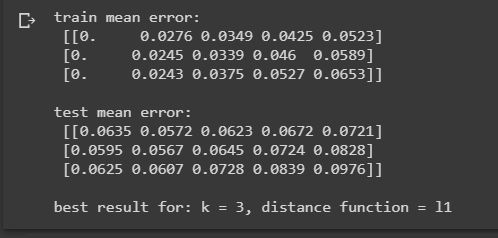 train mean error:
[[0.     0.0276 0.0349 0.0425 0.0523]
[0.     0.0245 0.0339 0.046  0.0589]
[0.     0.0243 0.0375 0.0527 0.0653]]
test mean error:
[[0.0635 0.0572 0.0623 0.0672 0.0721]
[0.0595 0.0567 0.0645 0.0724 0.0828]
[0.0625 0.0607 0.0728 0.0839 0.0976]]
best result for: k = 3, distance function = l1